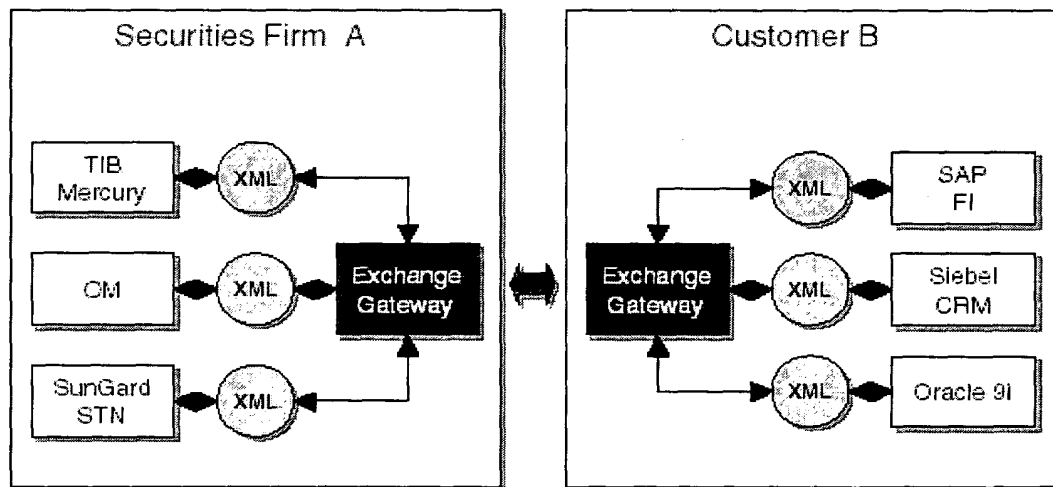 Securities Firm A
TIB
Mercury
XML
OM
XML
Exchange
Gateway
SunGard
STN
XML
Customer B
XML
SAP
FI
Exchange
Gateway
XML
Siebel
CRM
XML
Oracle 9i